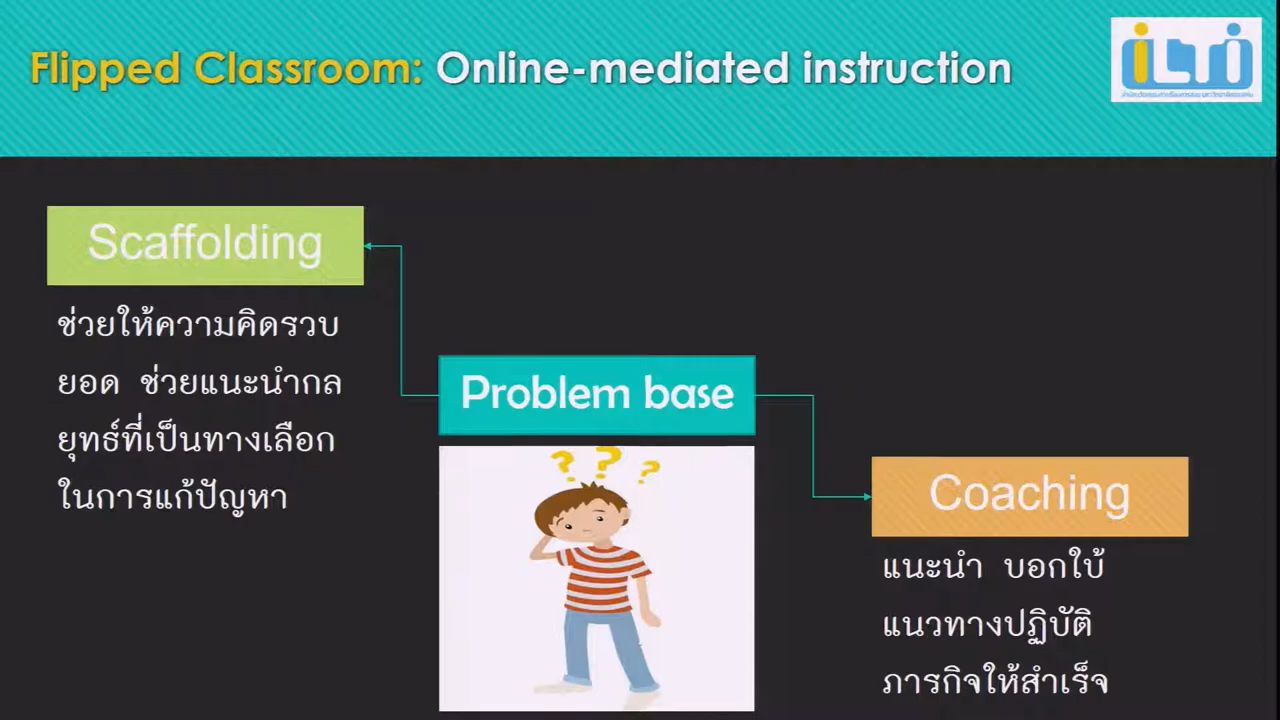 Flipped Classroom: Online-mediated instruction
Scaffolding
ช่วยให้ความคิดรวบ
ยอด ช่วยแนะนำกล
ยุทธ์ที่เป็นทางเลือก
ในการแก้ปัญหา
Problem base
? ? ?
Coaching
แนะนำ บอกใบ้
แนวทางปฏิบัติ
ภารกิจให้สำเร็จ